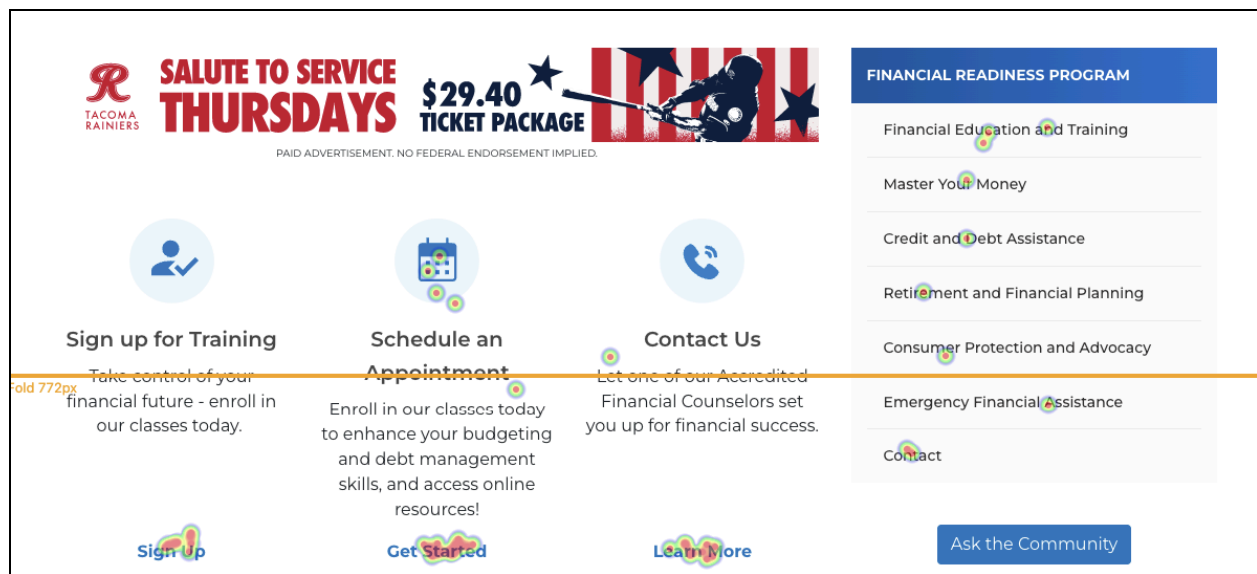 TACOMA
RAINIERS
SALUTE TO SERVICE
THURSDAYS
$29.40
TICKET PACKAGE
PAID ADVERTISEMENT. NO FEDERAL ENDORSEMENT IMPLIED.
Sign up for Training
Take control of your
financial future - enroll in
our classes today.
Sign Up
Schedule an
Appointment
Enroll in our classes today
to enhance your budgeting
and debt management
skills, and access online
resources!
Get Started
Contact Us
Let one of our Accredited
Financial Counselors set
you up for financial success.
Learn More
Fold 772px
FINANCIAL READINESS PROGRAM
Financial Education and Training
Master Your Money
Credit and Debt Assistance
Retirement and Financial Planning
Consumer Protection and Advocacy
Emergency Financial Assistance
Contact
Ask the Community